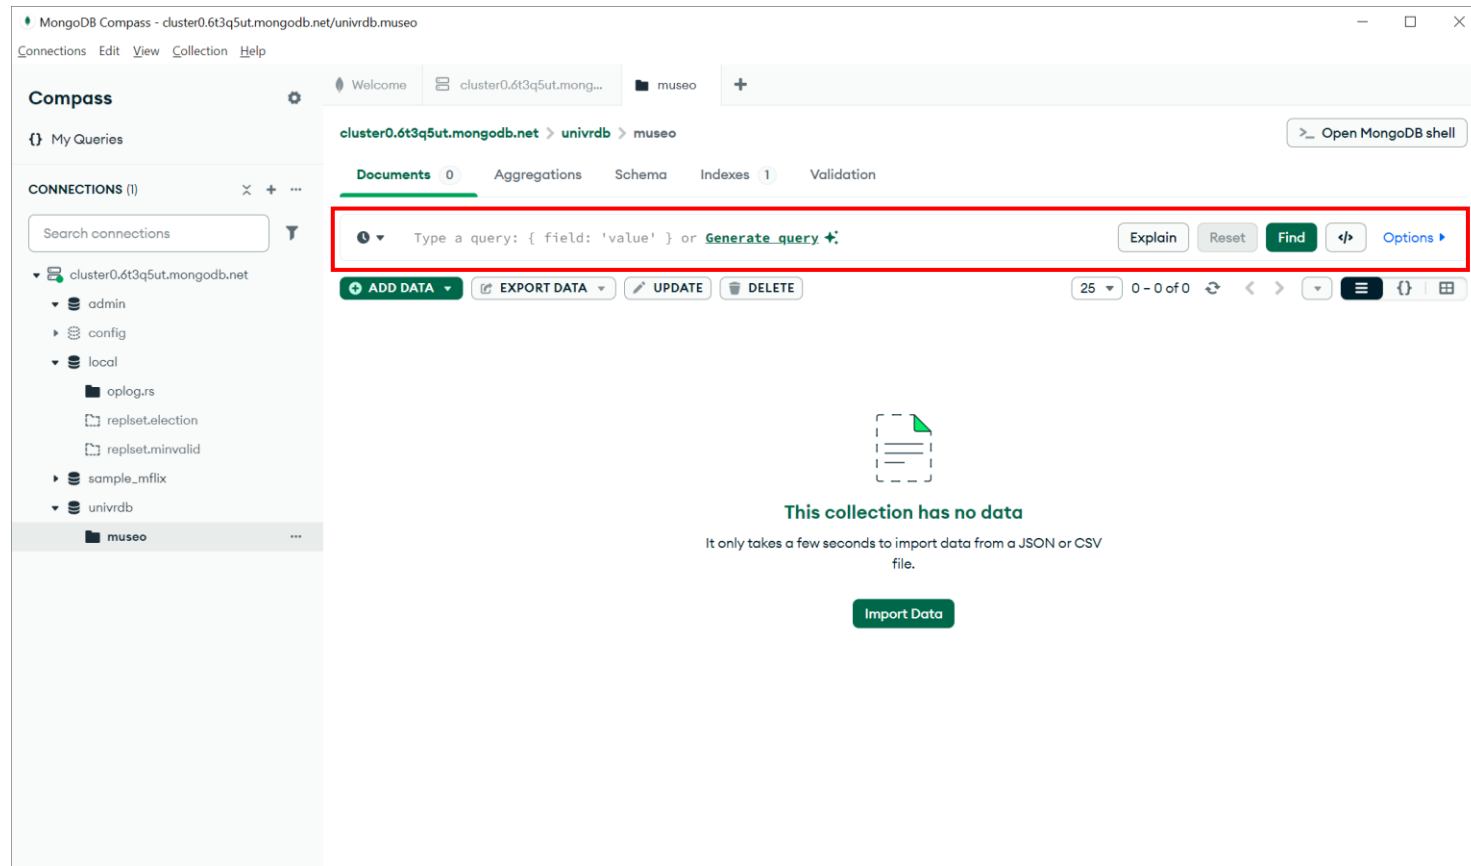 MongoDB Compass - cluster0.6t3q5ut.mongodb.net/univrdb.museo
Connections Edit View Collection Help
Compass
{} My Queries
CONNECTIONS (1)
Search connections
cluster0.6t3q5ut.mongodb.net
admin
config
local
oplog.rs
replset.election
replset.minvalid
sample_mflix
univrdb
museo
Welcome cluster0.6t3q5ut.mong... museo
cluster0.6t3q5ut.mongodb.net > univrdb > museo
>_ Open MongoDB shell
Documents 0 Aggregations Schema Indexes 1 Validation
Type a query: { field: 'value' } or Generate query
Explain Reset Find </> Options
ADD DATA EXPORT DATA UPDATE DELETE
25 0 – 0 of 0 {}
This collection has no data
It only takes a few seconds to import data from a JSON or CSV
file.
Import Data